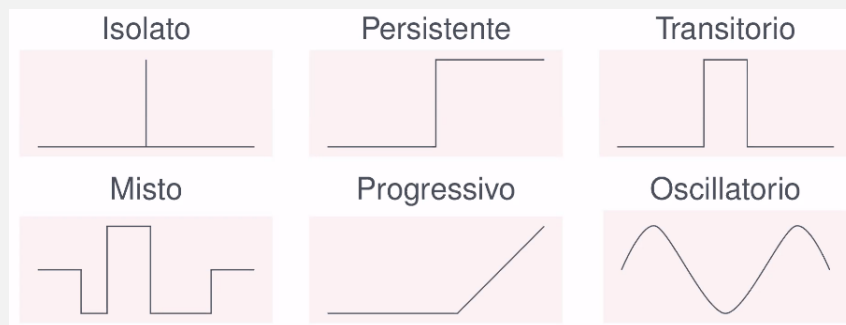 Isolato
Persistente
Transitorio
Misto
Progressivo
Oscillatorio